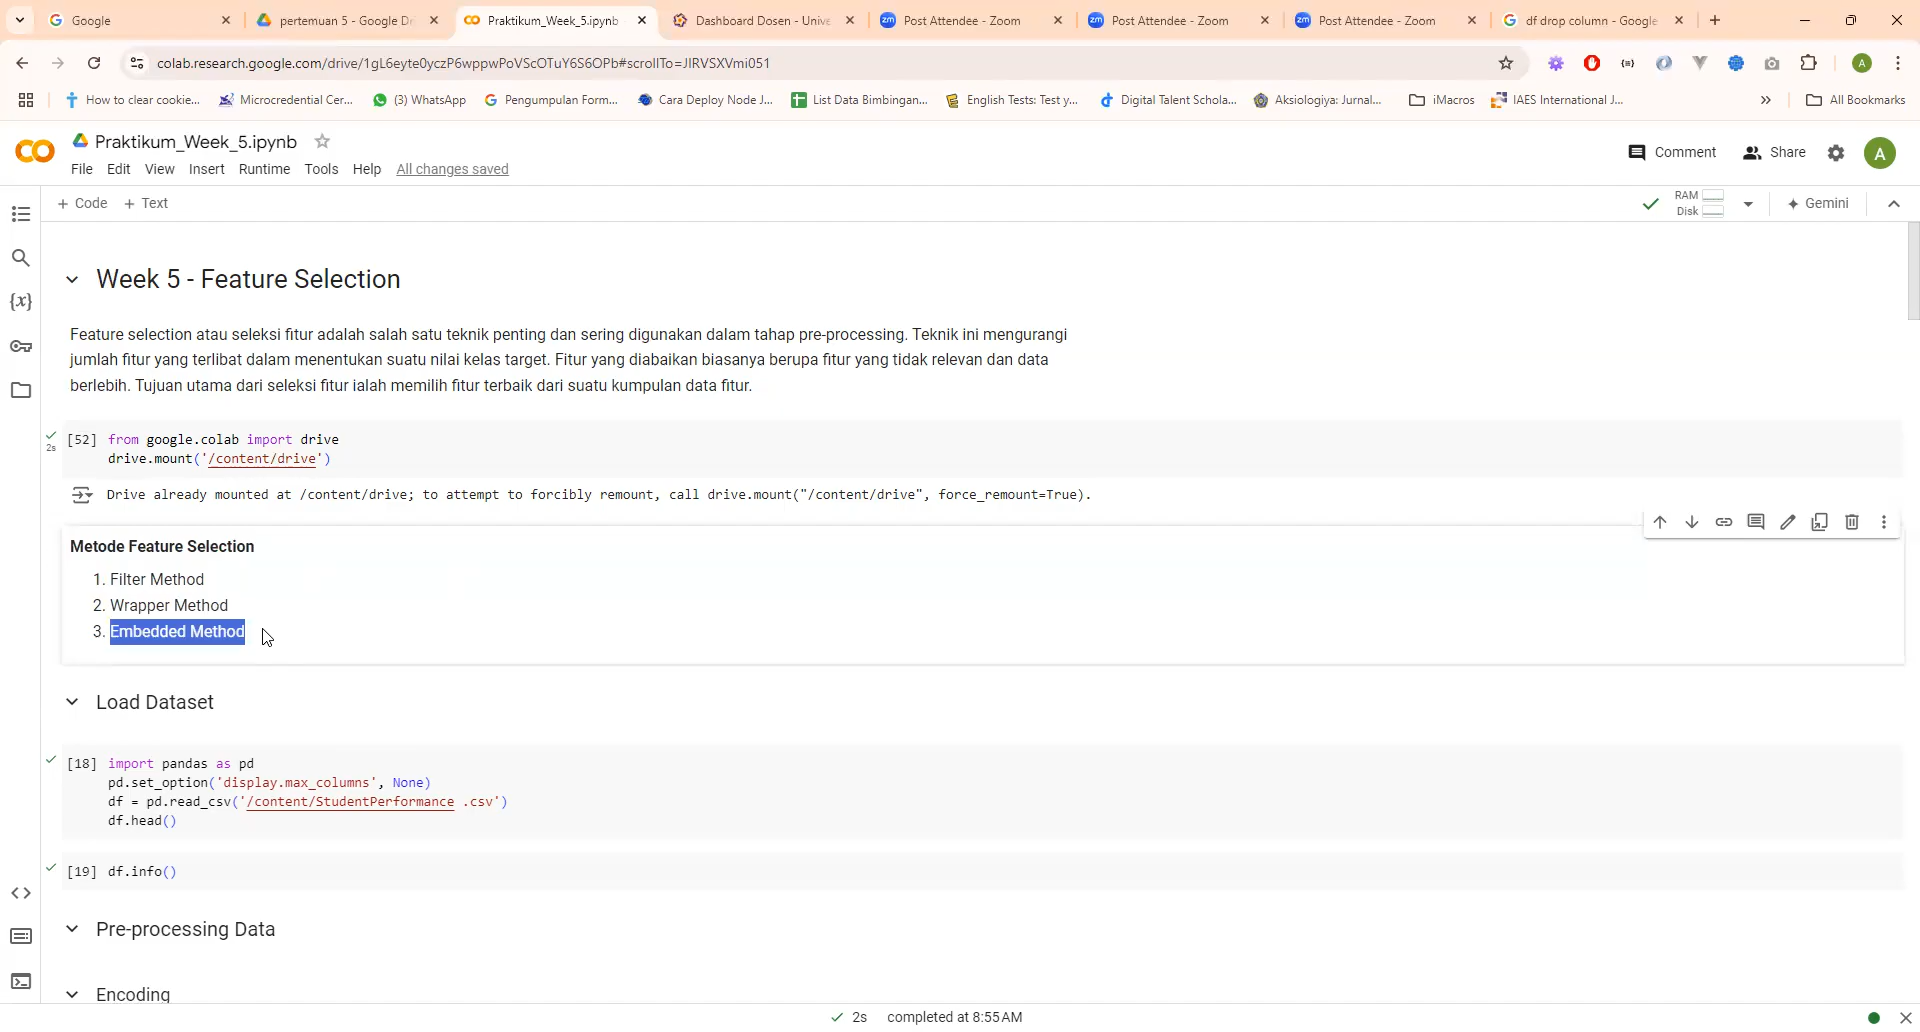 Google
pertemuan 5 - Google Dr
Praktikum_Week_5.ipynb
Dashboard Dosen - Unive
Post Attendee - Zoom
Post Attendee - Zoom
Post Attendee - Zoom
df drop column - Google
colab.research.google.com/drive/1gL6eyte0yczP6wppwPoVScOTuY6S6OPb#scrollTo=JIRVSXVmi051
A
How to clear cookie...
Microcredential Cer...
(3) WhatsApp
Pengumpulan Form...
Cara Deploy Node J...
List Data Bimbingan...
English Tests: Test y...
Digital Talent Schola...
Aksiologiya: Jurnal...
iMacros
IAES International J...
»
All Bookmarks
Praktikum_Week_5.ipynb
File Edit View Insert Runtime Tools Help All changes saved
Comment
Share
A
+ Code + Text
RAM
Disk
Gemini
Week 5 - Feature Selection
Feature selection atau seleksi fitur adalah salah satu teknik penting dan sering digunakan dalam tahap pre-processing. Teknik ini mengurangi
jumlah fitur yang terlibat dalam menentukan suatu nilai kelas target. Fitur yang diabaikan biasanya berupa fitur yang tidak relevan dan data
berlebih. Tujuan utama dari seleksi fitur ialah memilih fitur terbaik dari suatu kumpulan data fitur.
2s
[52] from google.colab import drive
drive.mount('/content/drive')
Drive already mounted at /content/drive; to attempt to forcibly remount, call drive.mount("/content/drive", force_remount=True).
Metode Feature Selection
1. Filter Method
2. Wrapper Method
3. Embedded Method
Load Dataset
[18] import pandas as pd
pd.set_option('display.max_columns', None)
df = pd.read_csv('/content/StudentPerformance .csv')
df.head()
[19] df.info()
Pre-processing Data
Encoding
2s completed at 8:55 AM